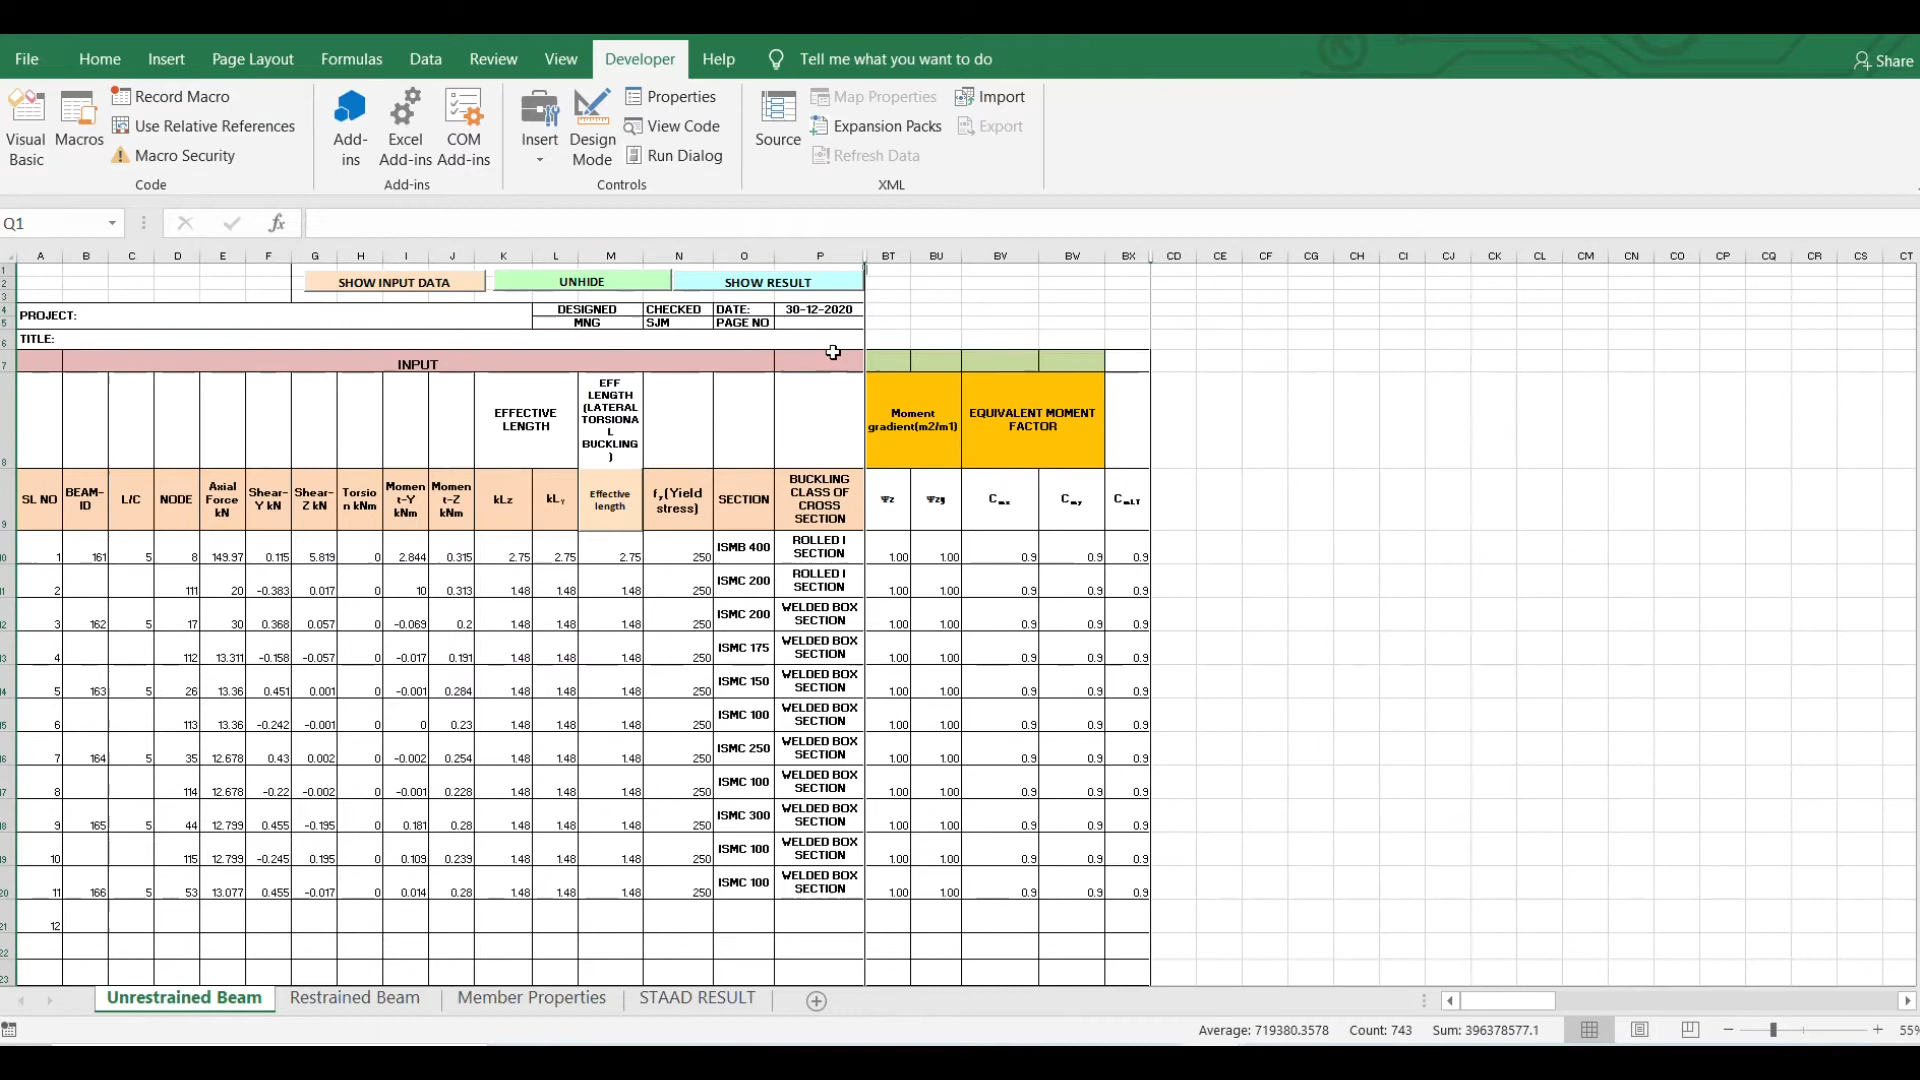 File Home Insert Page Layout Formulas Data Review View Developer Help Tell me what you want to do Share
Visual Basic Macros Record Macro Use Relative References Macro Security Code
Add-ins Excel Add-ins COM Add-ins Add-ins
Insert Design Mode Properties View Code Run Dialog Controls
Source Map Properties Expansion Packs Refresh Data Import Export XML
Q1 fx
A B C D E F G H I J K L M N O P BT BU BV BW BX CD CE CF CG CH CI CJ CK CL CM CN CO CP CQ CR CS CT
SHOW INPUT DATA UNHIDE SHOW RESULT
PROJECT: DESIGNED CHECKED DATE: 30-12-2020
MNG SJM PAGE NO
TITLE:
INPUT
EFFECTIVE LENGTH
EFF LENGTH (LATERAL TORSIONAL BUCKLING)
Moment gradient(m2/m1)
EQUIVALENT MOMENT FACTOR
SL NO BEAM-ID L/C NODE Axial Force kN Shear-Y kN Shear-Z kN Torsion kNm Moment-Y kNm Moment-Z kNm kLz kLY Effective length fy(Yield stress) SECTION BUCKLING CLASS OF CROSS SECTION Ψz Ψzy Cmx Cmy CmLT
1 161 5 8 149.97 0.115 5.819 0 2.844 0.315 2.75 2.75 2.75 250 ISMB 400 ROLLED I SECTION 1.00 1.00 0.9 0.9 0.9
2 111 20 -0.383 0.017 0 10 0.313 1.48 1.48 1.48 250 ISMC 200 ROLLED I SECTION 1.00 1.00 0.9 0.9 0.9
3 162 5 17 30 0.368 0.057 0 -0.069 0.2 1.48 1.48 1.48 250 ISMC 200 WELDED BOX SECTION 1.00 1.00 0.9 0.9 0.9
4 112 13.311 -0.158 -0.057 0 -0.017 0.191 1.48 1.48 1.48 250 ISMC 175 WELDED BOX SECTION 1.00 1.00 0.9 0.9 0.9
5 163 5 26 13.36 0.451 0.001 0 -0.001 0.284 1.48 1.48 1.48 250 ISMC 150 WELDED BOX SECTION 1.00 1.00 0.9 0.9 0.9
6 113 13.36 -0.242 -0.001 0 0 0.23 1.48 1.48 1.48 250 ISMC 100 WELDED BOX SECTION 1.00 1.00 0.9 0.9 0.9
7 164 5 35 12.678 0.43 0.002 0 -0.002 0.254 1.48 1.48 1.48 250 ISMC 250 WELDED BOX SECTION 1.00 1.00 0.9 0.9 0.9
8 114 12.678 -0.22 -0.002 0 -0.001 0.228 1.48 1.48 1.48 250 ISMC 100 WELDED BOX SECTION 1.00 1.00 0.9 0.9 0.9
9 165 5 44 12.799 0.455 -0.195 0 0.181 0.28 1.48 1.48 1.48 250 ISMC 300 WELDED BOX SECTION 1.00 1.00 0.9 0.9 0.9
10 115 12.799 -0.245 0.195 0 0.109 0.239 1.48 1.48 1.48 250 ISMC 100 WELDED BOX SECTION 1.00 1.00 0.9 0.9 0.9
11 166 5 53 13.077 0.455 -0.017 0 0.014 0.28 1.48 1.48 1.48 250 ISMC 100 WELDED BOX SECTION 1.00 1.00 0.9 0.9 0.9
12
Unrestrained Beam Restrained Beam Member Properties STAAD RESULT
Average: 719380.3578 Count: 743 Sum: 396378577.1 55%